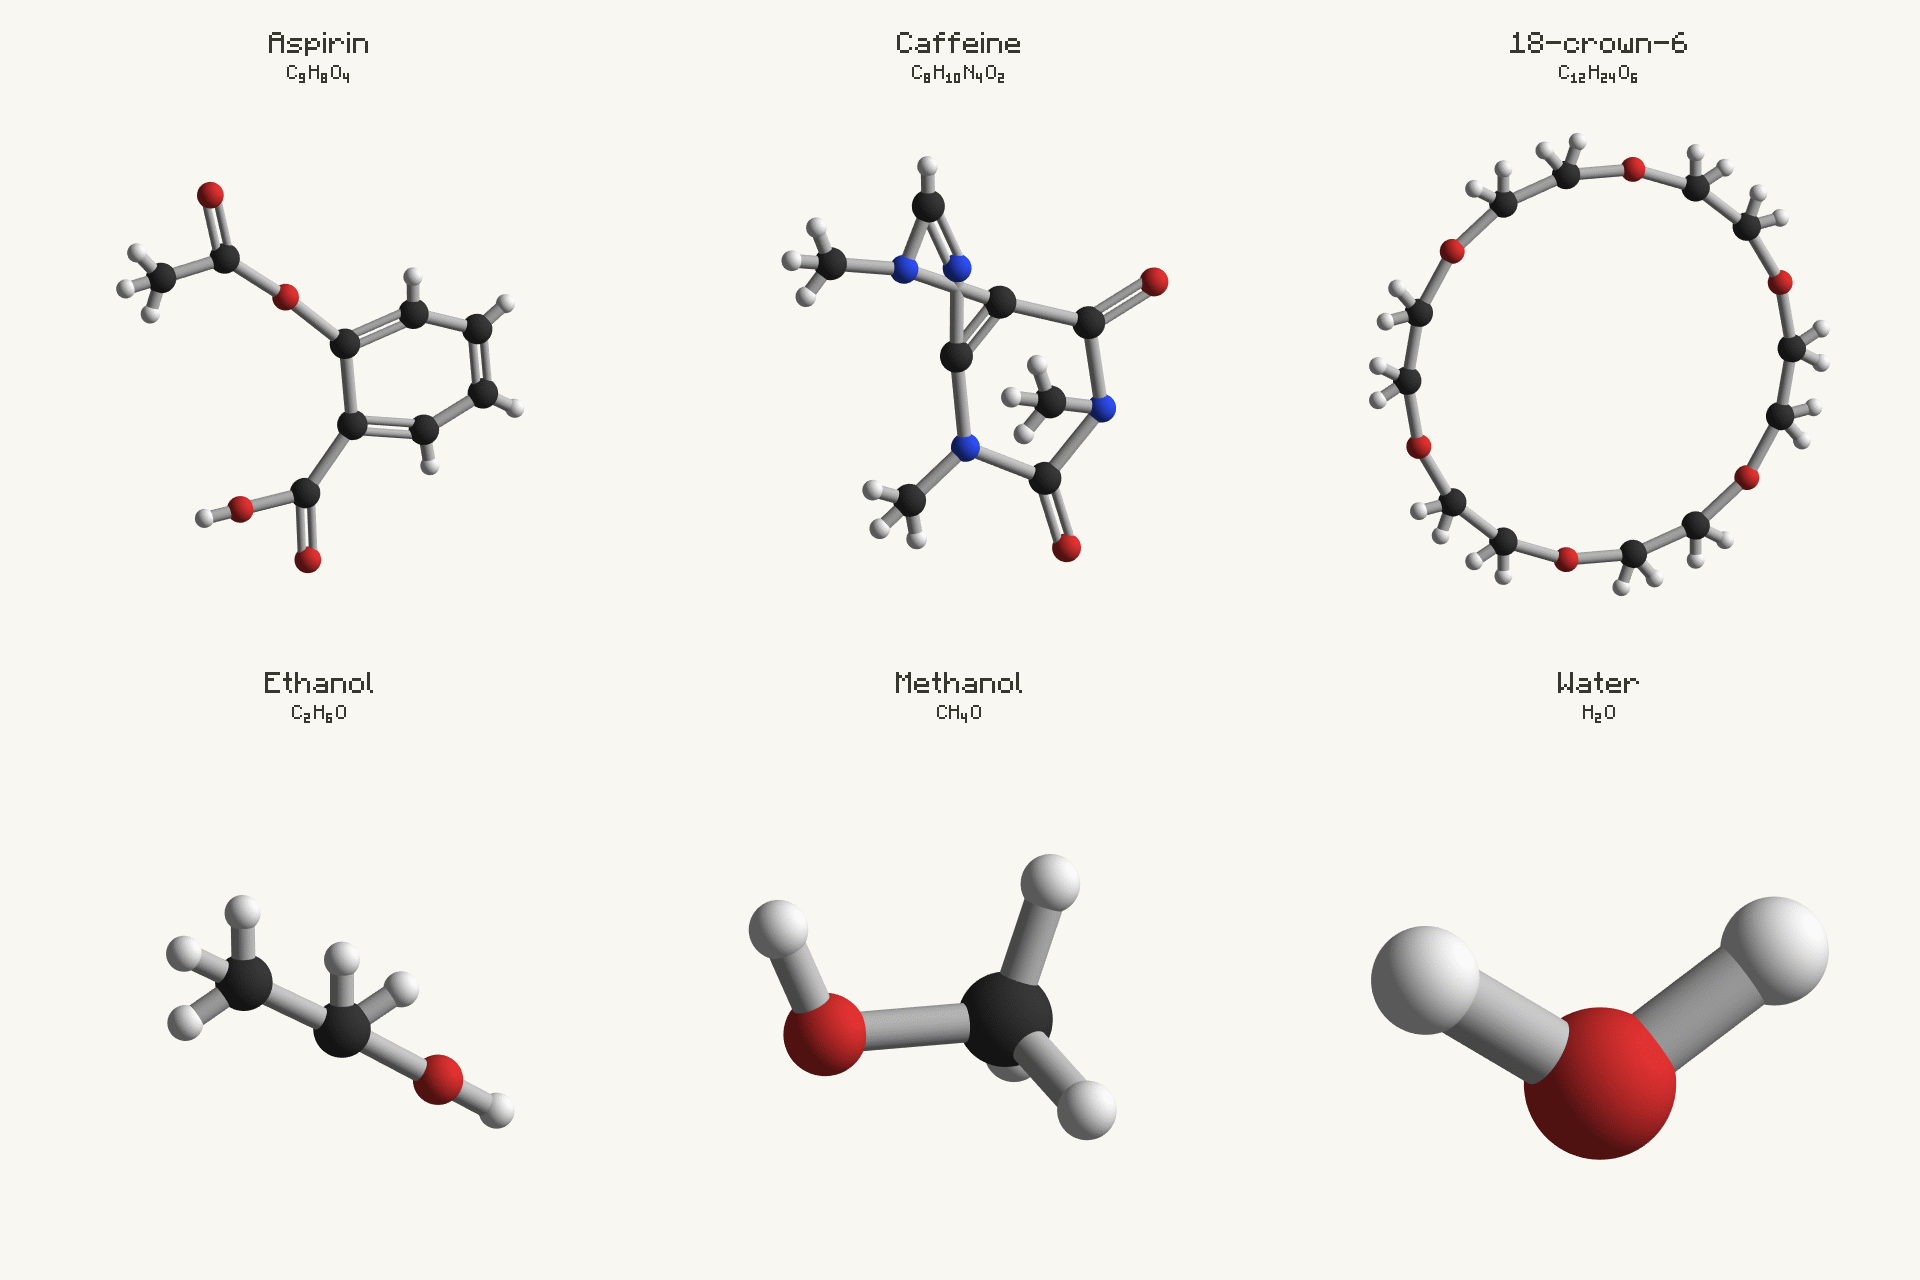 Aspirin
C₉H₈O₄
Caffeine
C₈H₁₀N₄O₂
18-crown-6
C₁₂H₂₄O₆
Ethanol
C₂H₆O
Methanol
CH₄O
Water
H₂O